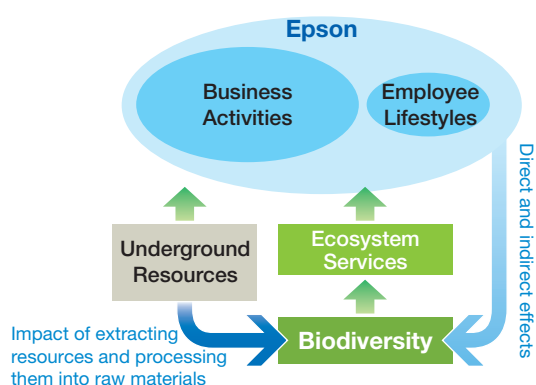 Epson
Business
Activities
Employee
Lifestyles
Direct and indirect effects
Underground
Resources
Ecosystem
Services
Biodiversity
Impact of extracting
resources and processing
them into raw materials